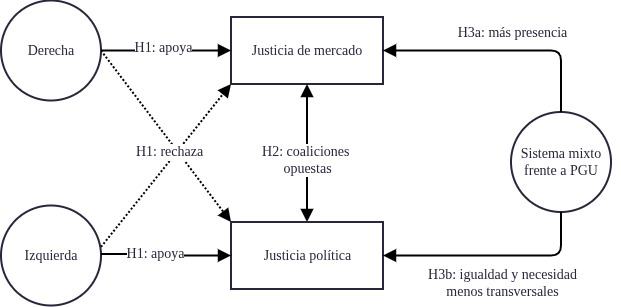 H3a: más presencia
Derecha
H1: apoya
Justicia de mercado
H1: rechaza
H2: coaliciones
opuestas
Sistema mixto
frente a PGU
Izquierda
H1: apoya
Justicia política
H3b: igualdad y necesidad
menos transversales